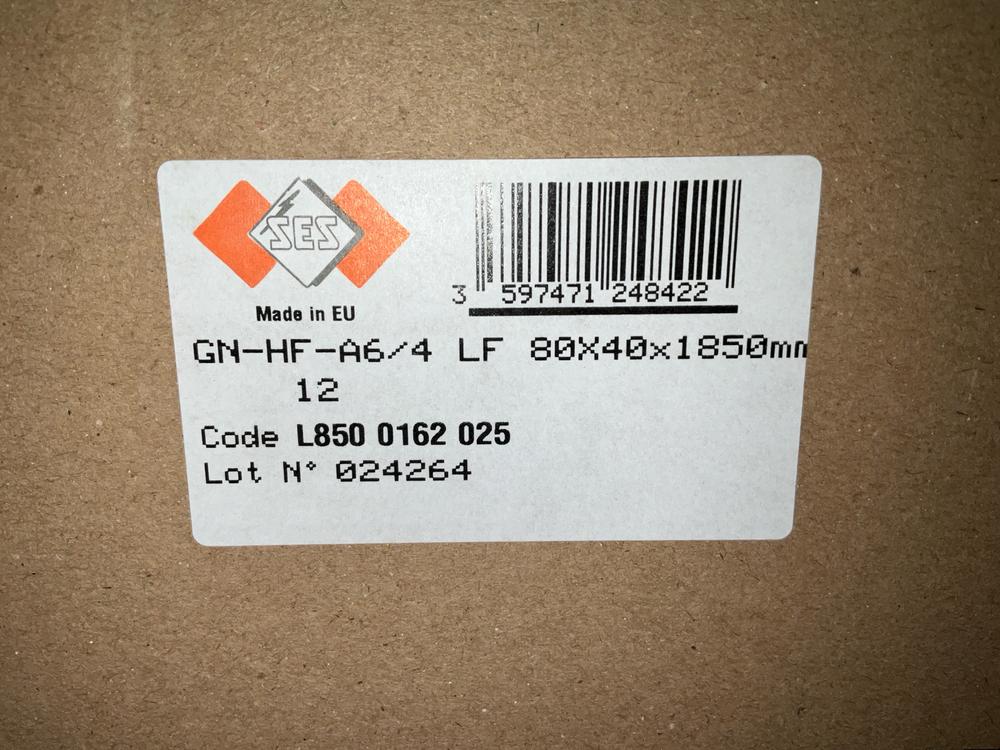 SES
3 597471 248422
Made in EU
GN-HF-A6/4 LF 80X40x1850mm
12
Code L850 0162 025
Lot N° 024264